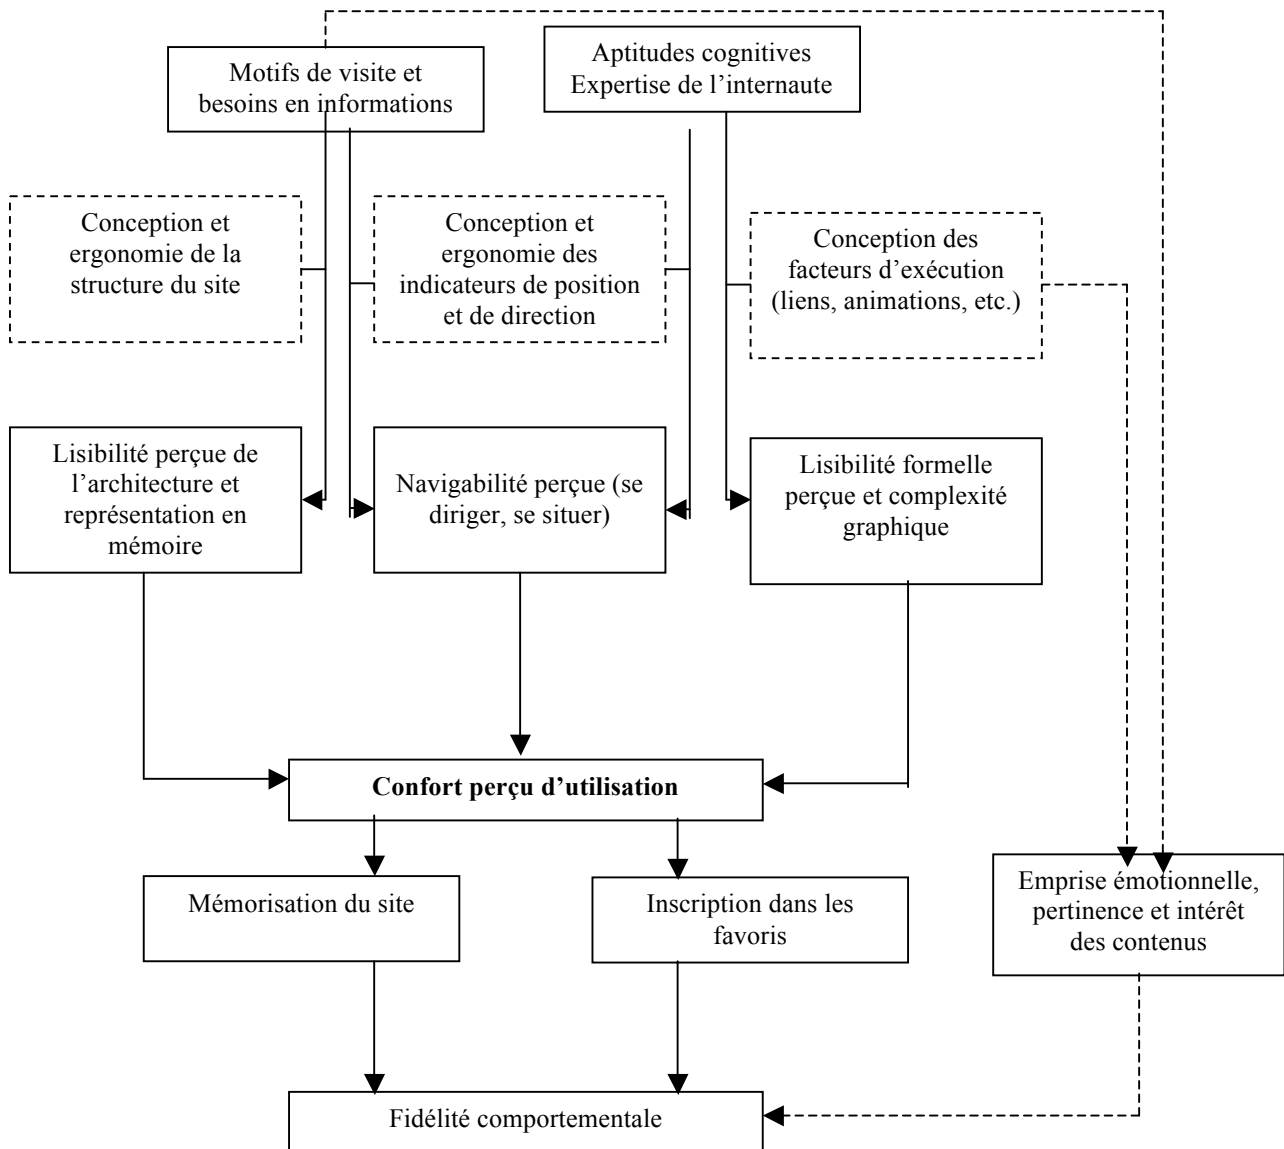 Motifs de visite et
besoins en informations
Aptitudes cognitives
Expertise de l’internaute
Conception et
ergonomie de la
structure du site
Conception et
ergonomie des
indicateurs de position
et de direction
Conception des
facteurs d’exécution
(liens, animations, etc.)
Lisibilité perçue de
l’architecture et
représentation en
mémoire
Navigabilité perçue (se
diriger, se situer)
Lisibilité formelle
perçue et complexité
graphique
Confort perçu d’utilisation
Mémorisation du site
Inscription dans les
favoris
Emprise émotionnelle,
pertinence et intérêt
des contenus
Fidélité comportementale